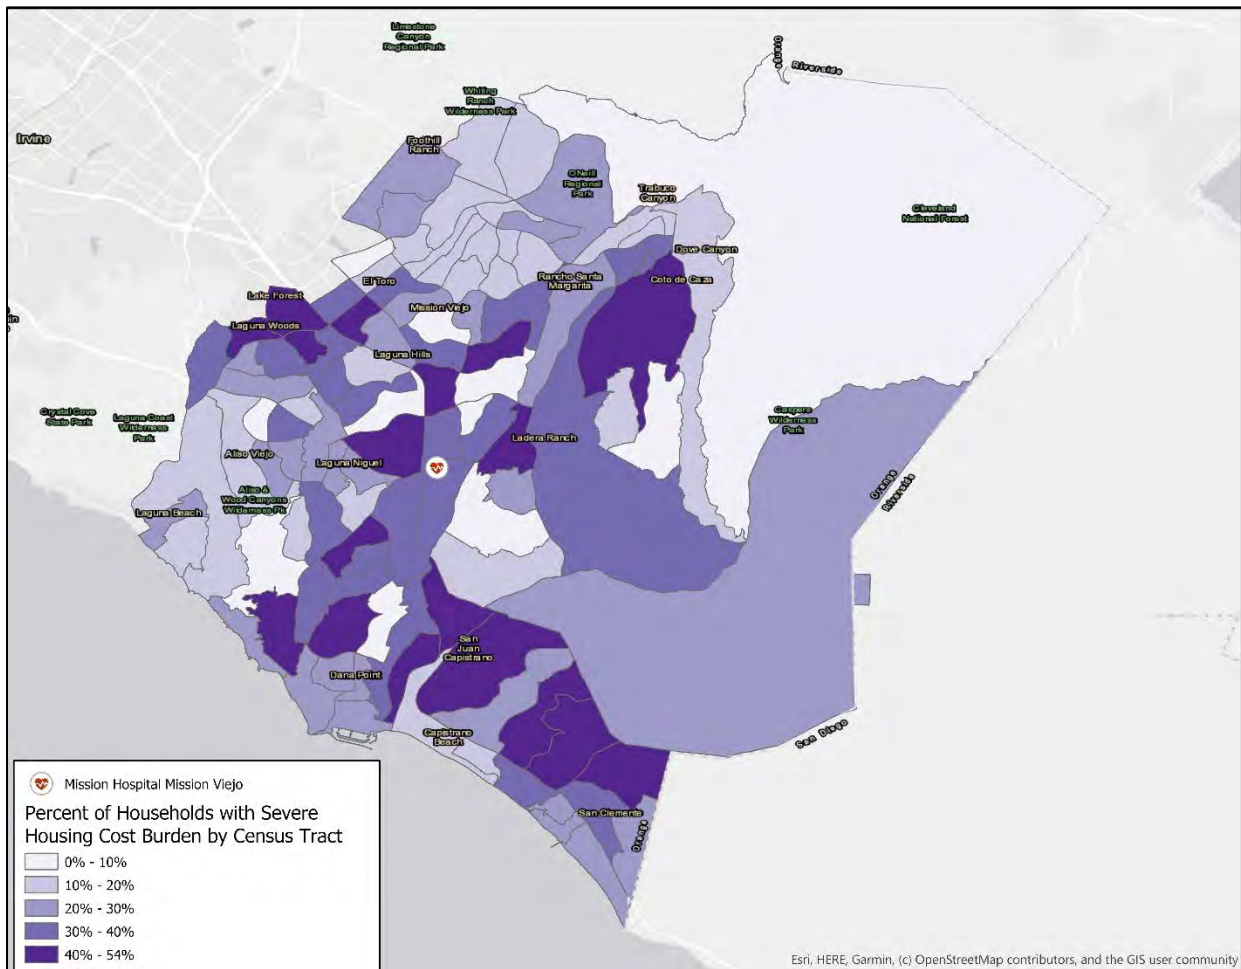 Limestone
Canyon
Regional Park
Orange
Riverside
Whiting
Ranch
Wilderness Park
Irvine
Foothill
Ranch
O'Neill
Regional
Park
Trabuco
Canyon
Cleveland
National Forest
Dove Canyon
El Toro
Rancho Santa
Margarita
Coto de Caza
Lake Forest
Mission Viejo
Laguna Woods
Laguna Hills
Crystal Cove
State Park
Laguna Coast
Wilderness
Park
Caspers
Wilderness
Park
Ladera Ranch
Aliso Viejo
Laguna Niguel
Orange
Riverside
Aliso &
Wood Canyons
Wilderness Pk
Laguna Beach
San
Juan
Capistrano
Dana Point
Capistrano
Beach
San Diego
San Clemente
Orange
Mission Hospital Mission Viejo
Percent of Households with Severe
Housing Cost Burden by Census Tract
0% - 10%
10% - 20%
20% - 30%
30% - 40%
40% - 54%
Esri, HERE, Garmin, (c) OpenStreetMap contributors, and the GIS user community